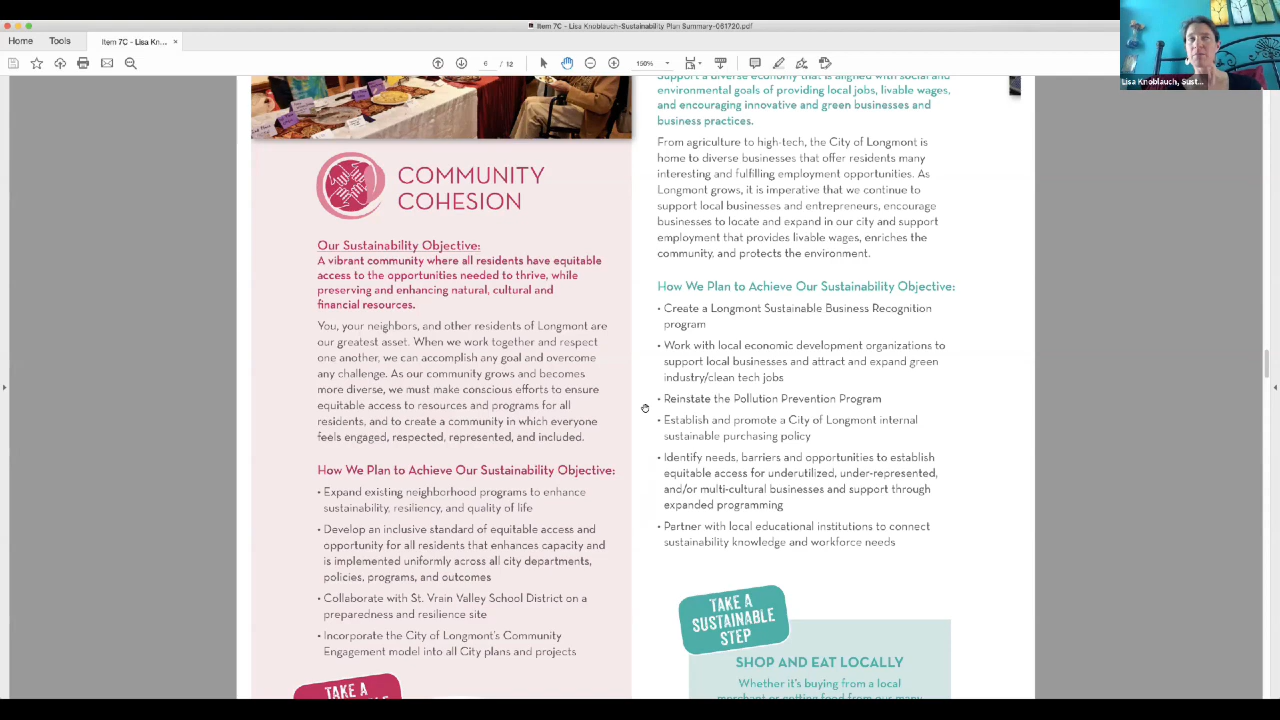 Item 7C - Lisa Knoblauch-Sustainability Plan Summary-061720.pdf
Home Tools Item 7C - Lisa Kn... ×
6 / 12 150%
Lisa Knoblauch, Sust...
COMMUNITY
COHESION
Our Sustainability Objective:
A vibrant community where all residents have equitable
access to the opportunities needed to thrive, while
preserving and enhancing natural, cultural and
financial resources.
You, your neighbors, and other residents of Longmont are
our greatest asset. When we work together and respect
one another, we can accomplish any goal and overcome
any challenge. As our community grows and becomes
more diverse, we must make conscious efforts to ensure
equitable access to resources and programs for all
residents, and to create a community in which everyone
feels engaged, respected, represented, and included.
How We Plan to Achieve Our Sustainability Objective:
• Expand existing neighborhood programs to enhance
sustainability, resiliency, and quality of life
• Develop an inclusive standard of equitable access and
opportunity for all residents that enhances capacity and
is implemented uniformly across all city departments,
policies, programs, and outcomes
• Collaborate with St. Vrain Valley School District on a
preparedness and resilience site
• Incorporate the City of Longmont's Community
Engagement model into all City plans and projects
TAKE A
Support a diverse economy that is aligned with social and
environmental goals of providing local jobs, livable wages,
and encouraging innovative and green businesses and
business practices.
From agriculture to high-tech, the City of Longmont is
home to diverse businesses that offer residents many
interesting and fulfilling employment opportunities. As
Longmont grows, it is imperative that we continue to
support local businesses and entrepreneurs, encourage
businesses to locate and expand in our city and support
employment that provides livable wages, enriches the
community, and protects the environment.
How We Plan to Achieve Our Sustainability Objective:
• Create a Longmont Sustainable Business Recognition
program
• Work with local economic development organizations to
support local businesses and attract and expand green
industry/clean tech jobs
• Reinstate the Pollution Prevention Program
• Establish and promote a City of Longmont internal
sustainable purchasing policy
• Identify needs, barriers and opportunities to establish
equitable access for underutilized, under-represented,
and/or multi-cultural businesses and support through
expanded programming
• Partner with local educational institutions to connect
sustainability knowledge and workforce needs
TAKE A
SUSTAINABLE
STEP
SHOP AND EAT LOCALLY
Whether it's buying from a local
merchant or getting food from our many